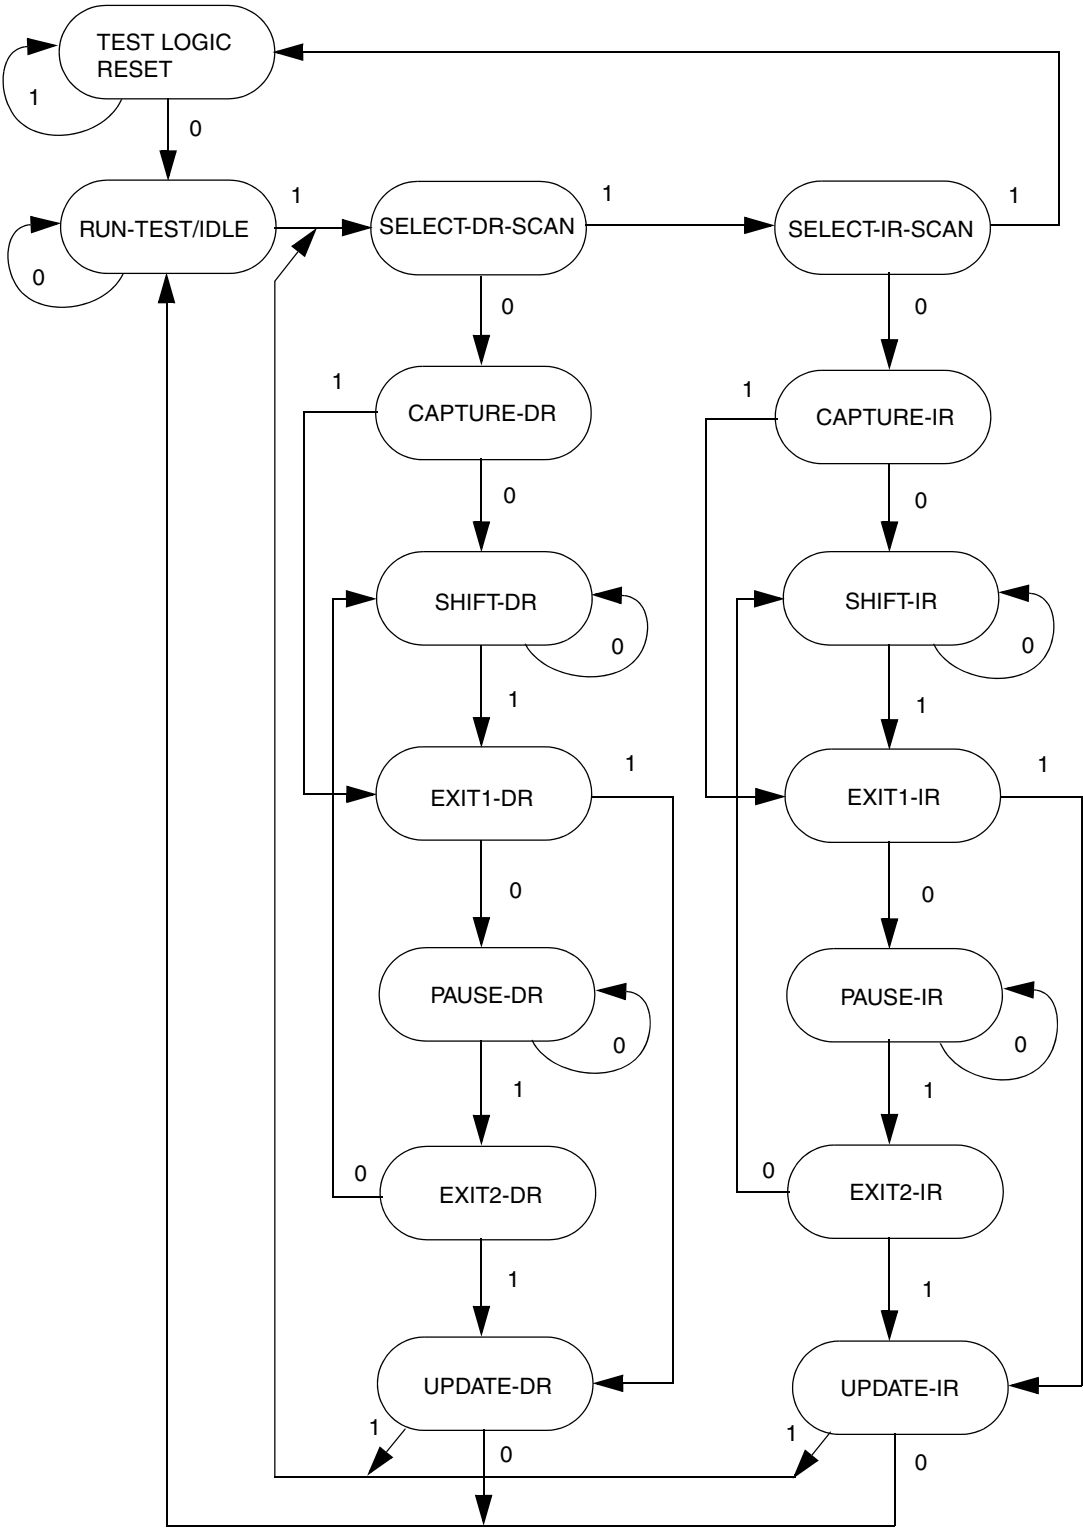 TEST LOGIC
RESET
1
0
RUN-TEST/IDLE
1
SELECT-DR-SCAN
1
SELECT-IR-SCAN
1
0
0
0
1
CAPTURE-DR
1
CAPTURE-IR
0
0
SHIFT-DR
0
SHIFT-IR
0
1
1
EXIT1-DR
1
EXIT1-IR
1
0
0
PAUSE-DR
0
PAUSE-IR
0
1
1
0
EXIT2-DR
0
EXIT2-IR
1
1
UPDATE-DR
UPDATE-IR
1
0
1
0